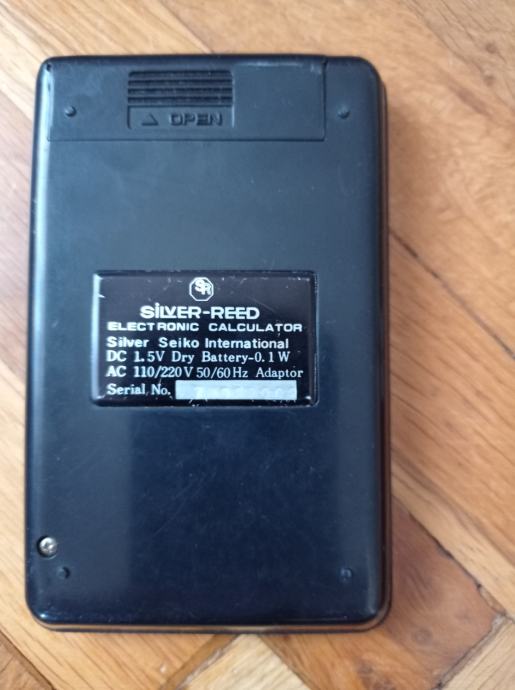 ▲ OPEN
SR
SILVER-REED
ELECTRONIC CALCULATOR
Silver Seiko International
DC 1.5V Dry Battery-0.1W
AC 110/220V 50/60Hz Adaptor
Serial No.